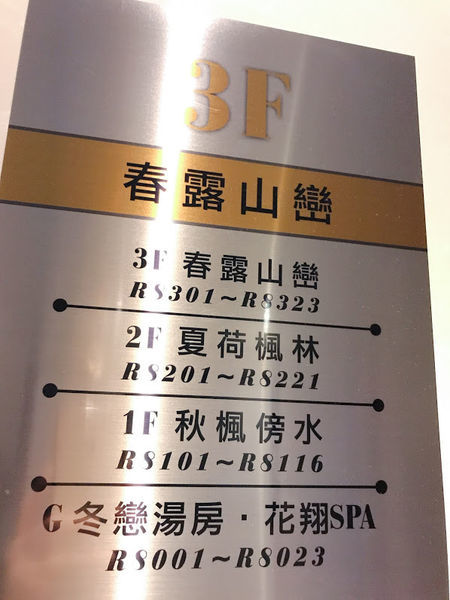 3F
春露山巒
3F 春露山巒
R8301~R8323
2F 夏荷楓林
R8201~R8221
1F 秋楓傍水
R8101~R8116
G 冬戀湯房·花翔SPA
R8001~R8023